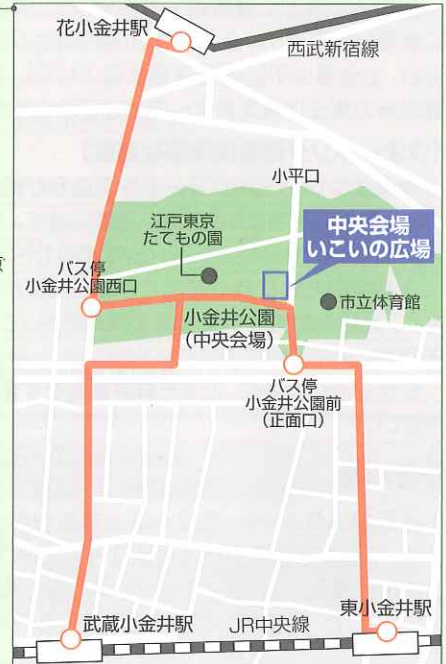 花小金井駅
西武新宿線
小平口
江戸東京
たてもの園
中央会場
いこいの広場
バス停
小金井公園西口
市立体育館
小金井公園
(中央会場)
バス停
小金井公園前
(正面口)
武蔵小金井駅
JR中央線
東小金井駅